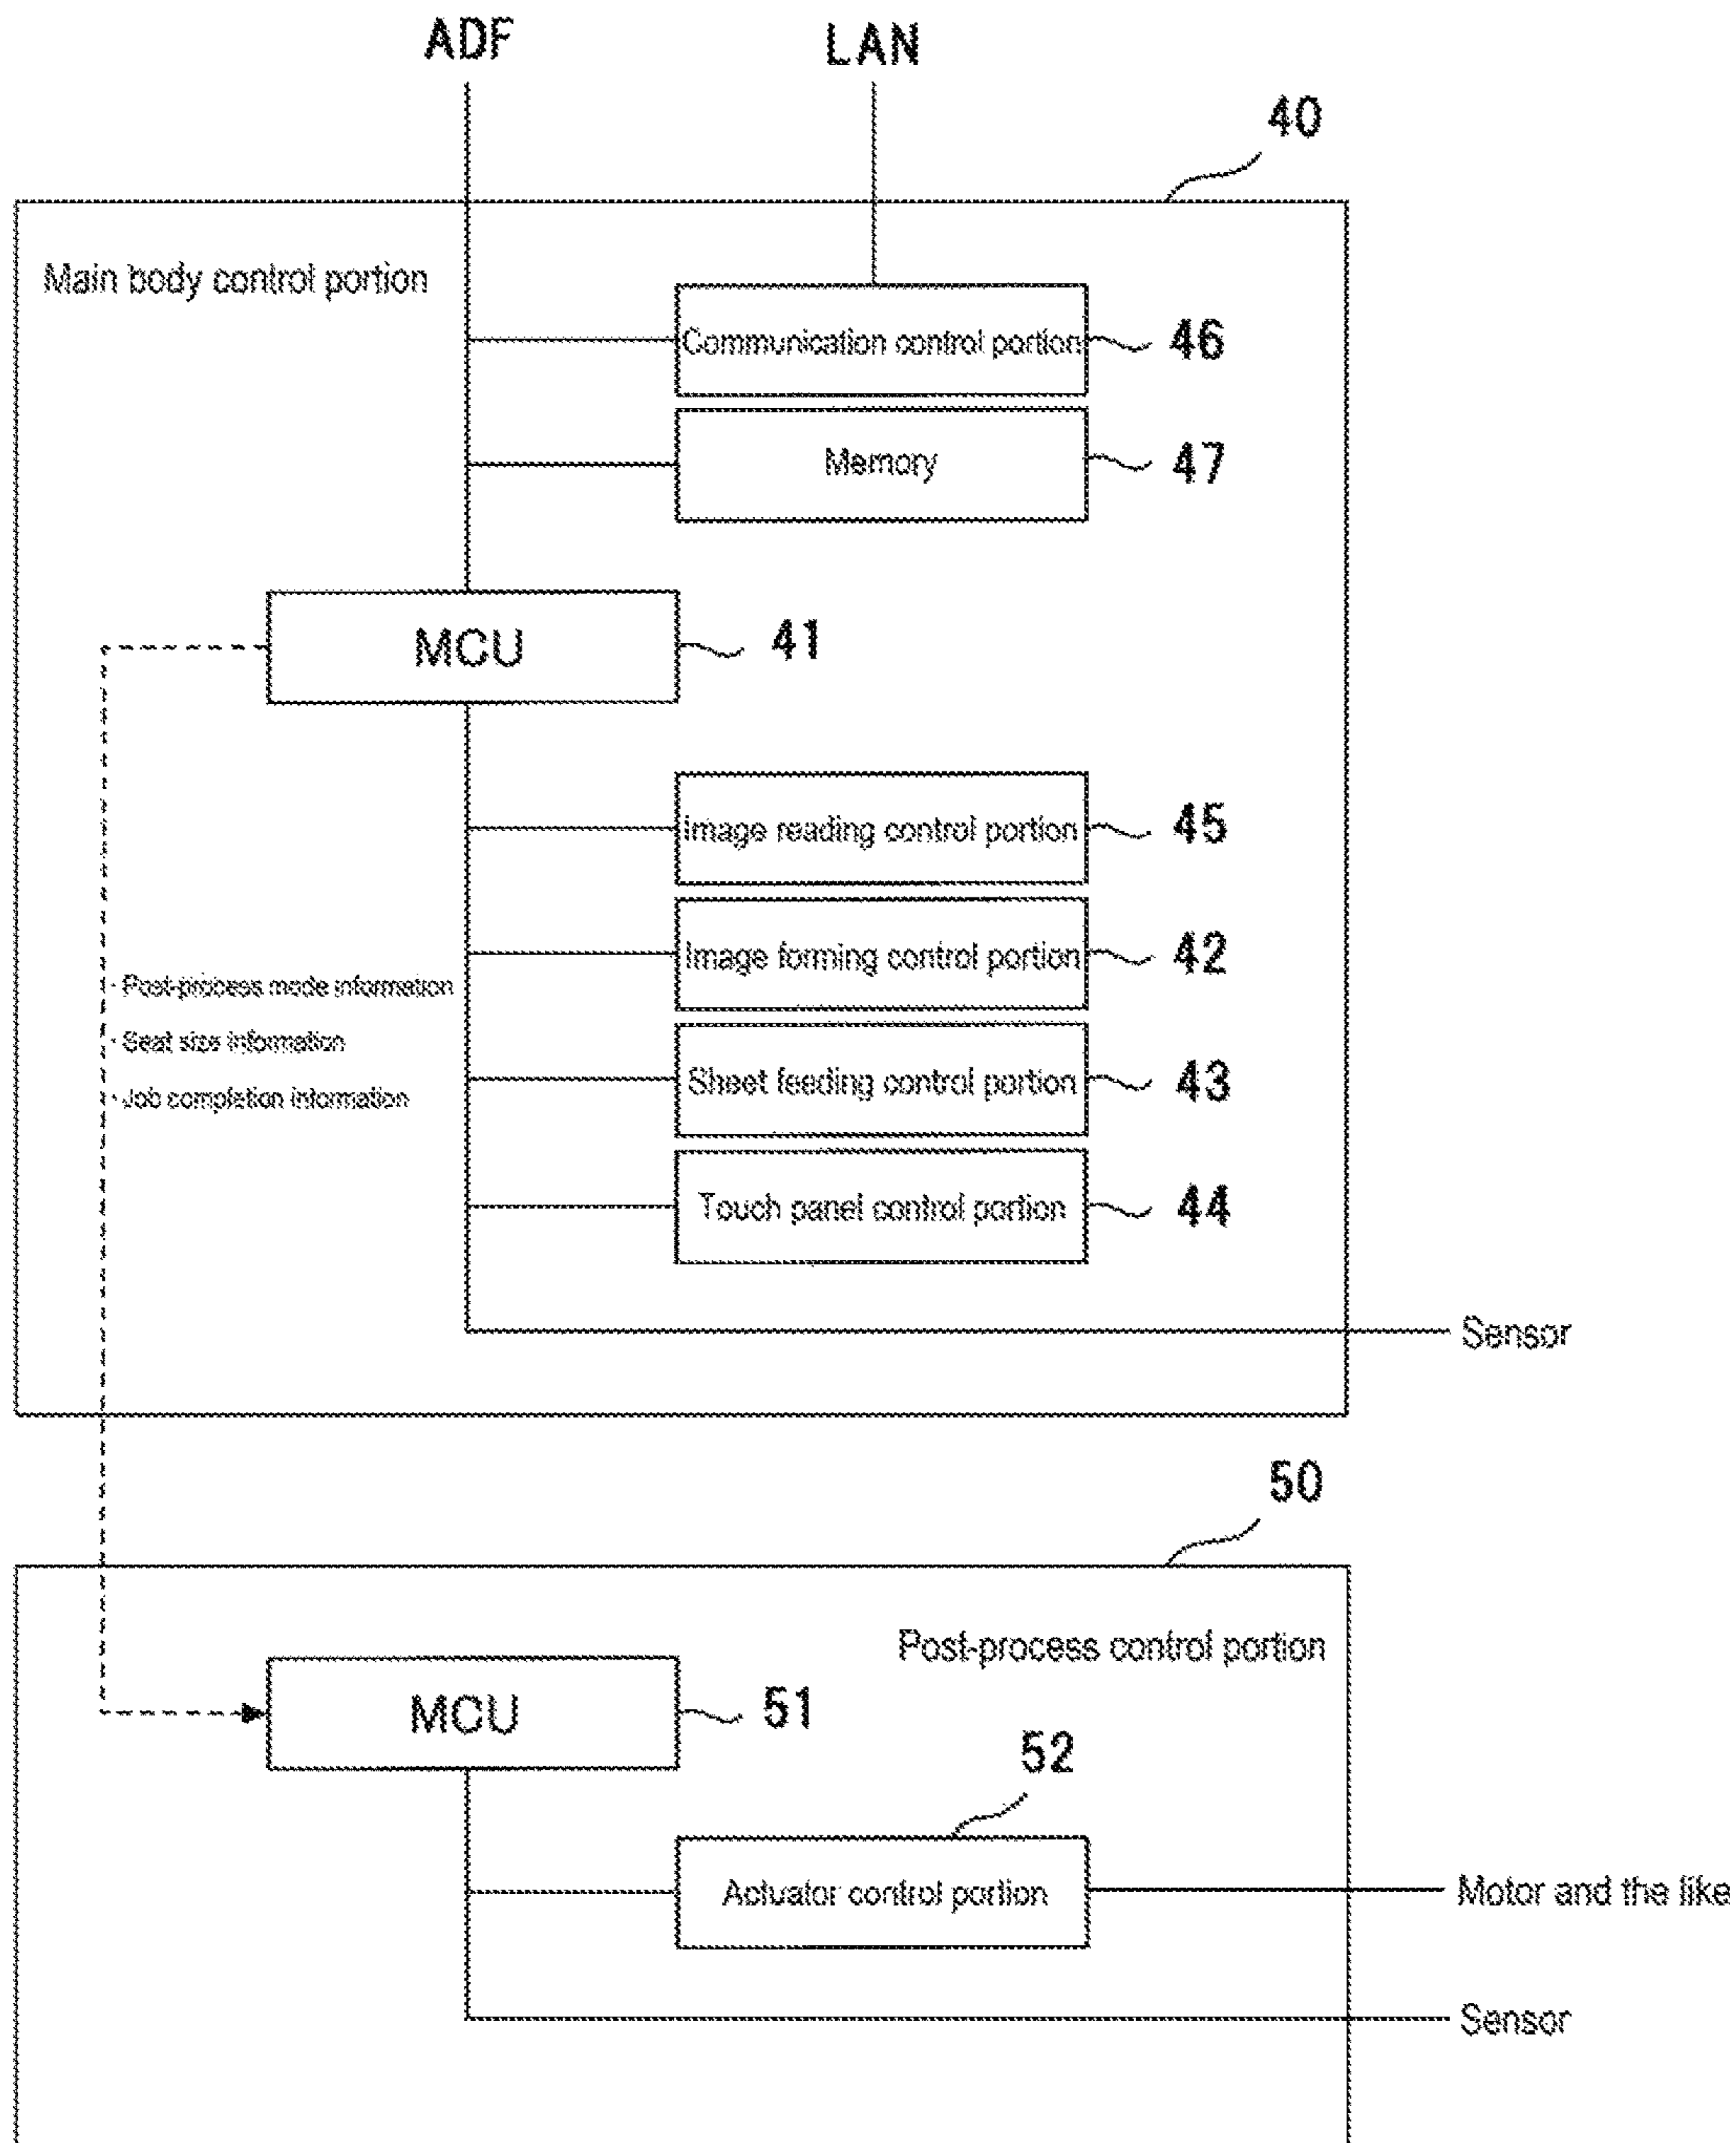 ADF
LAN
40
Main body control portion
Communication control portion
46
Memory
47
MCU
41
Image reading control portion
45
Image forming control portion
42
· Post-process mode information
· Seat size information
Sheet feeding control portion
43
· Job completion information
Touch panel control portion
44
Sensor
50
Post-process control portion
MCU
51
52
Actuator control portion
Motor and the like
Sensor